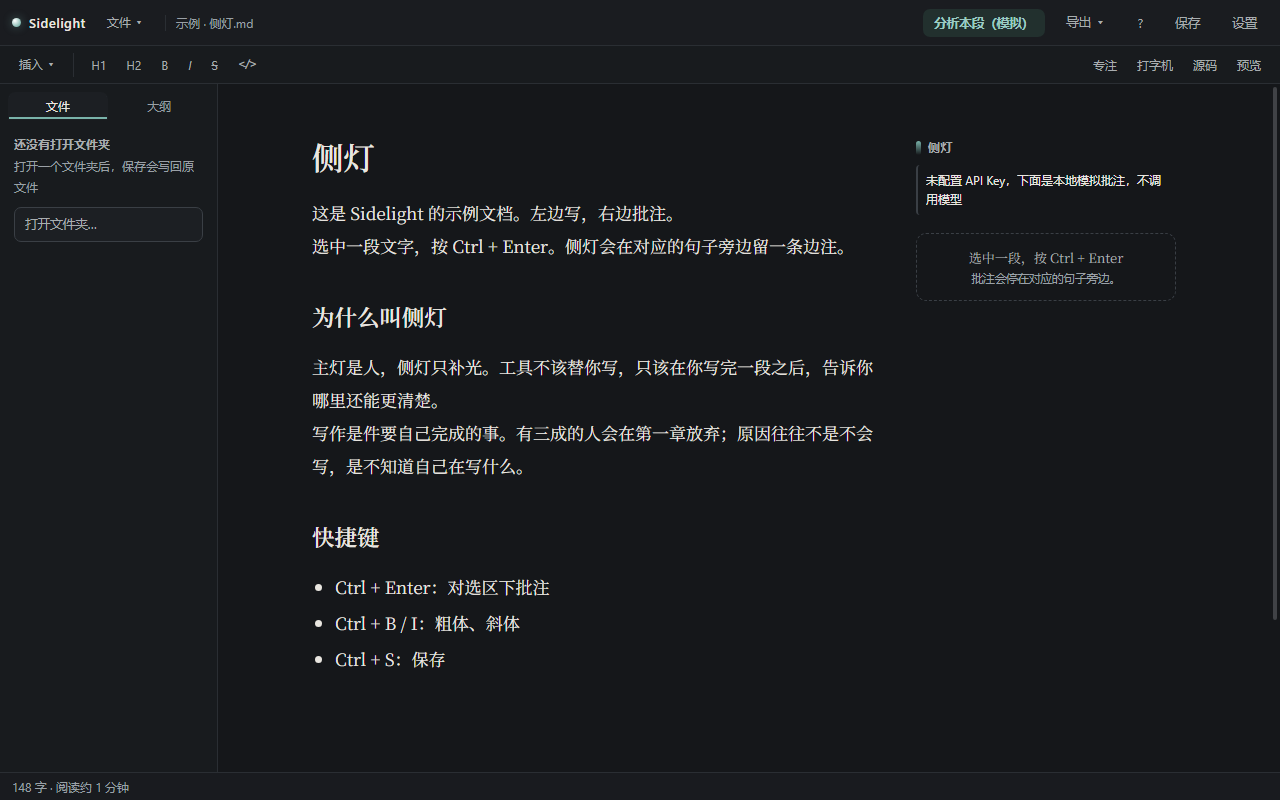 Sidelight 文件 示例 · 侧灯.md 分析本段（模拟） 导出 ? 保存 设置
插入 H1 H2 B I S </> 专注 打字机 源码 预览
文件 大纲
还没有打开文件夹
打开一个文件夹后，保存会写回原
文件
打开文件夹...
侧灯
这是 Sidelight 的示例文档。左边写，右边批注。
选中一段文字，按 Ctrl + Enter。侧灯会在对应的句子旁边留一条边注。
为什么叫侧灯
主灯是人，侧灯只补光。工具不该替你写，只该在你写完一段之后，告诉你
哪里还能更清楚。
写作是件要自己完成的事。有三成的人会在第一章放弃；原因往往不是不会
写，是不知道自己在写什么。
快捷键
Ctrl + Enter：对选区下批注
Ctrl + B / I：粗体、斜体
Ctrl + S：保存
侧灯
未配置 API Key，下面是本地模拟批注，不调
用模型
选中一段，按 Ctrl + Enter
批注会停在对应的句子旁边。
148 字 · 阅读约 1 分钟